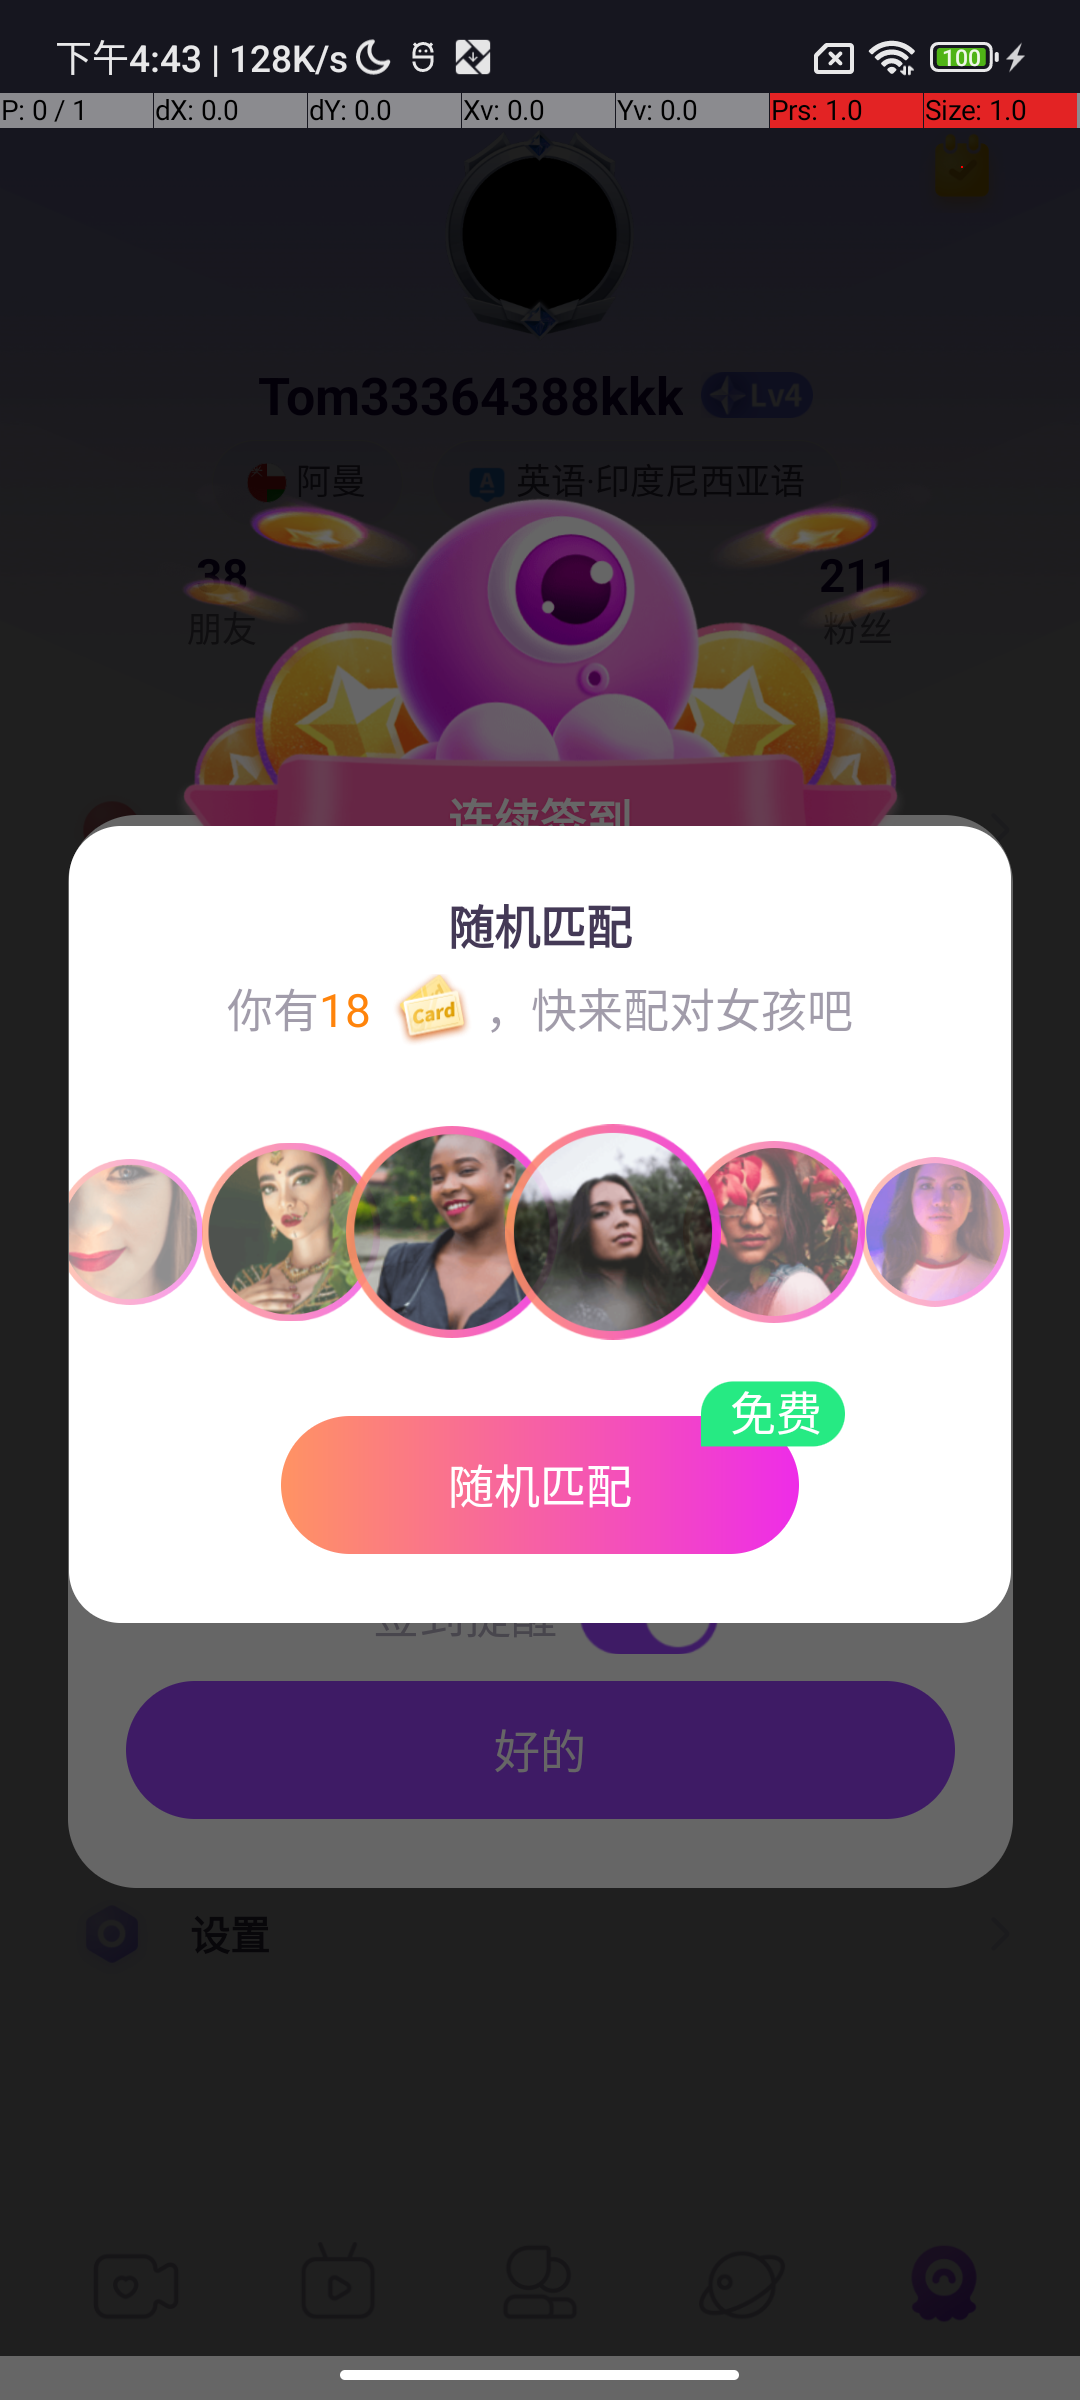 下午4:43 | 128K/s
100
P: 0 / 1
dX: 0.0
dY: 0.0
Xv: 0.0
Yv: 0.0
Prs: 1.0
Size: 1.0
Tom33364388kkk
Lv4
阿曼
英语·印度尼西亚语
38
211
朋友
粉丝
连续签到
随机匹配
你有18 Card ，快来配对女孩吧
免费
随机匹配
签到提醒
好的
设置